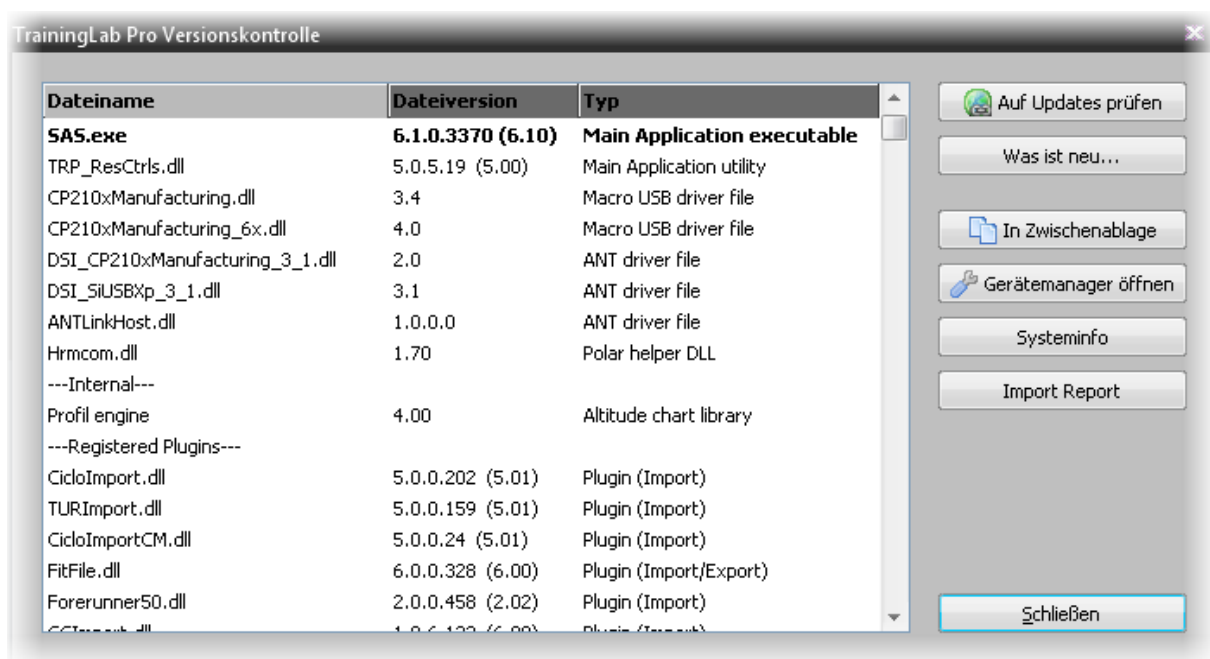 TrainingLab Pro Versionskontrolle
Dateiname Dateiversion Typ
SAS.exe 6.1.0.3370 (6.10) Main Application executable
TRP_ResCtrls.dll 5.0.5.19 (5.00) Main Application utility
CP210xManufacturing.dll 3.4 Macro USB driver file
CP210xManufacturing_6x.dll 4.0 Macro USB driver file
DSI_CP210xManufacturing_3_1.dll 2.0 ANT driver file
DSI_SiUSBXp_3_1.dll 3.1 ANT driver file
ANTLinkHost.dll 1.0.0.0 ANT driver file
Hrmcom.dll 1.70 Polar helper DLL
---Internal---
Profil engine 4.00 Altitude chart library
---Registered Plugins---
CicloImport.dll 5.0.0.202 (5.01) Plugin (Import)
TURImport.dll 5.0.0.159 (5.01) Plugin (Import)
CicloImportCM.dll 5.0.0.24 (5.01) Plugin (Import)
FitFile.dll 6.0.0.328 (6.00) Plugin (Import/Export)
Forerunner50.dll 2.0.0.458 (2.02) Plugin (Import)
Plugin (Import)
Auf Updates prüfen
Was ist neu...
In Zwischenablage
Gerätemanager öffnen
Systeminfo
Import Report
Schließen